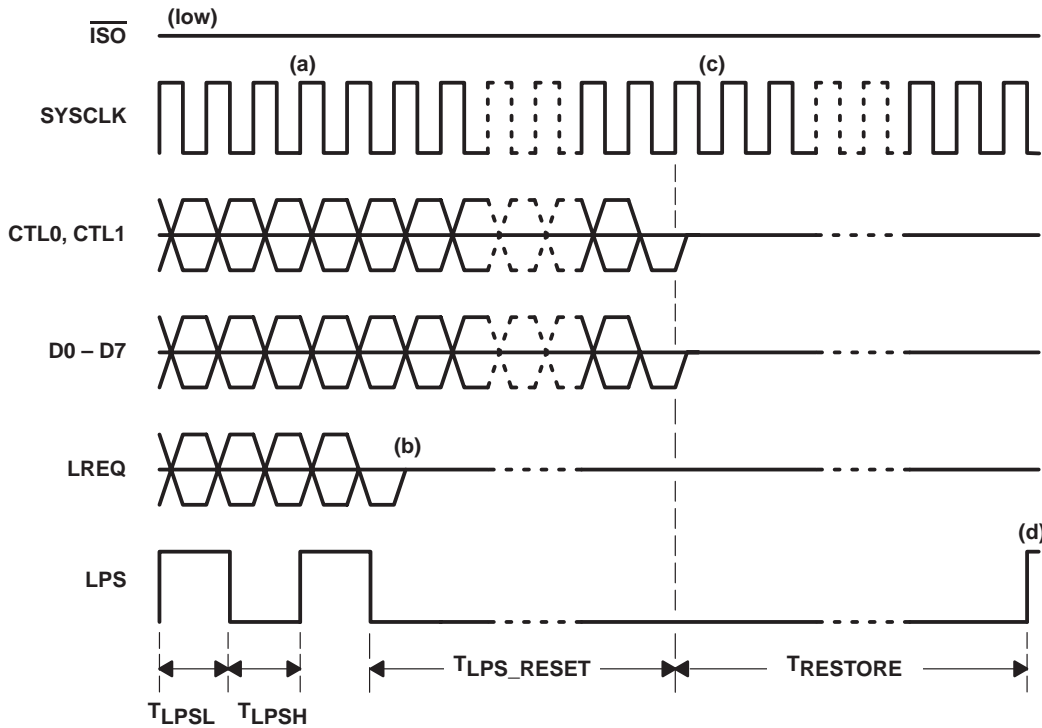 (low)
ISO
(a)
(c)
SYSCLK
CTL0, CTL1
D0 – D7
(b)
LREQ
(d)
LPS
TLPS_RESET
TRESTORE
TLPSL
TLPSH